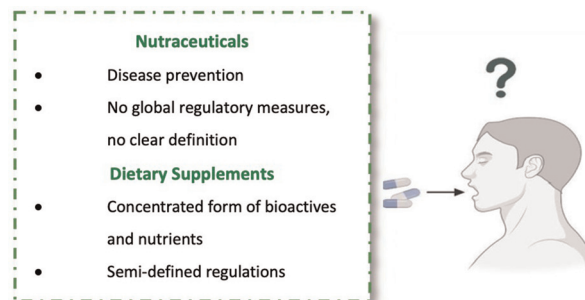 Nutraceuticals
• Disease prevention
• No global regulatory measures,
no clear definition
Dietary Supplements
• Concentrated form of bioactives
and nutrients
• Semi-defined regulations
?